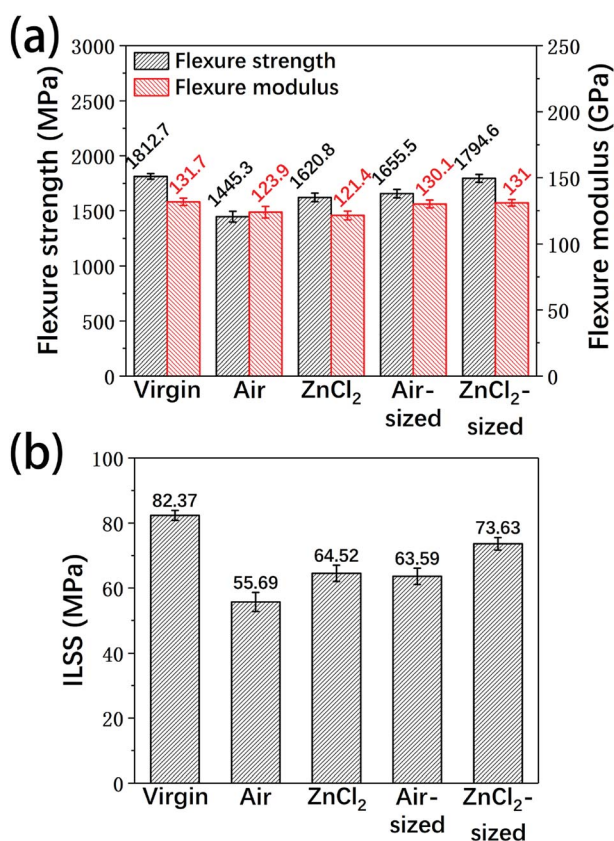 (a)
Flexure strength (MPa)
3000
2500
2000
1500
1000
500
0
Flexure strength
Flexure modulus
1812.7
131.7
1445.3
123.9
1620.8
121.4
1655.5
130.1
1794.6
131
250
200
150
100
50
0
Flexure modulus (GPa)
Virgin
Air
ZnCl₂
Air-
sized
ZnCl₂-
sized
(b)
ILSS (MPa)
100
80
60
40
20
0
82.37
55.69
64.52
63.59
73.63
Virgin
Air
ZnCl₂
Air-
sized
ZnCl₂-
sized